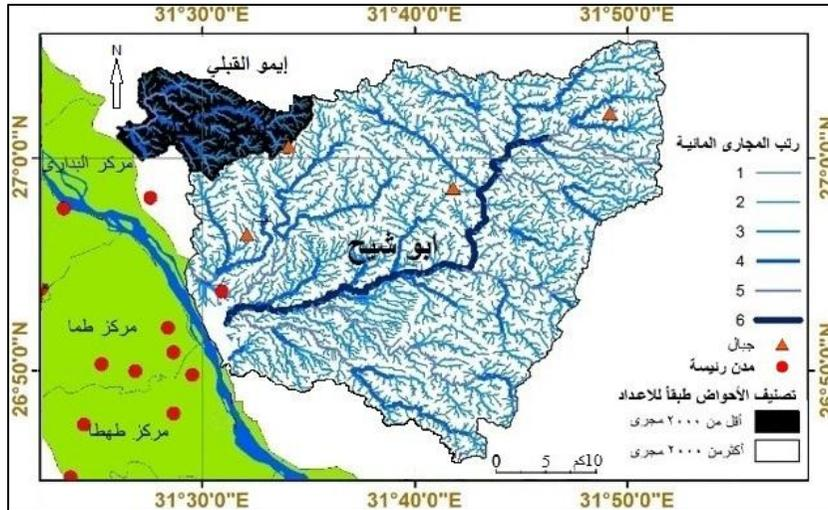 31°30'0"E 31°40'0"E 31°50'0"E
N
إيمو القبلي
27°0'0"N
27°0'0"N
26°50'0"N
26°50'0"N
مركز البداري
ابو شيح
مركز طما
مركز طهطا
رتب المجارى المائية
1
2
3
4
5
6
جبال
مدن رئيسة
تصنيف الأحواض طبقاً للاعداد
أقل من ٢٠٠٠ مجرى
أكثرمن ٢٠٠٠ مجرى
0 5 10كم
31°30'0"E 31°40'0"E 31°50'0"E